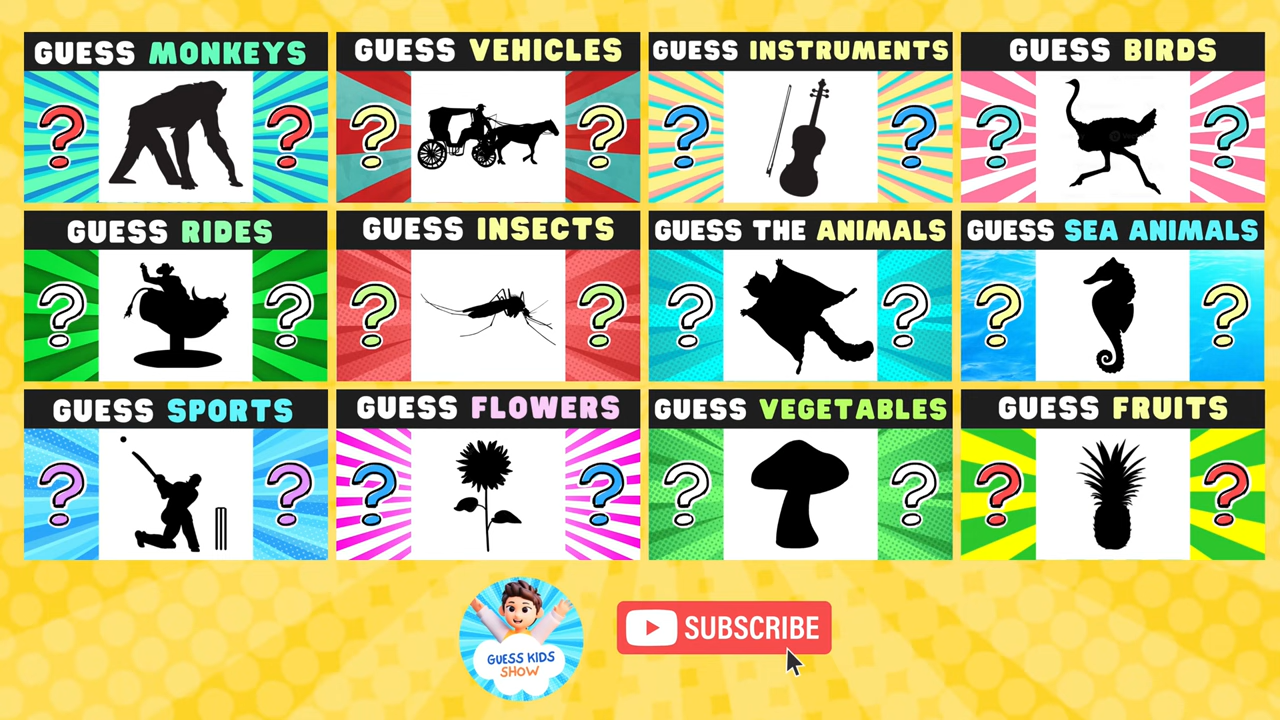 GUESS MONKEYS
GUESS VEHICLES
GUESS INSTRUMENTS
GUESS BIRDS
GUESS RIDES
GUESS INSECTS
GUESS THE ANIMALS
GUESS SEA ANIMALS
GUESS SPORTS
GUESS FLOWERS
GUESS VEGETABLES
GUESS FRUITS
GUESS KIDS
SHOW
SUBSCRIBE